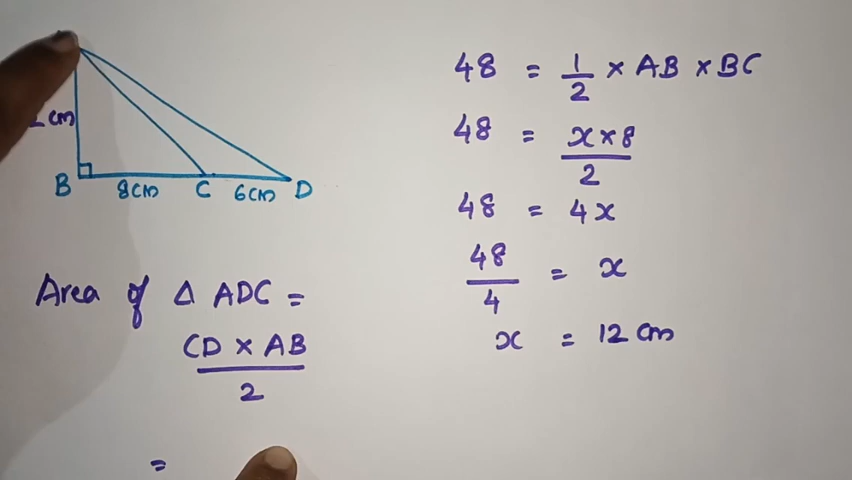 cm
B
8cm
C
6cm
D
Area of Δ ADC =
CD × AB
2
=
48 = 1/2 × AB × BC
48 = x×8/2
48 = 4x
48/4 = x
x = 12 cm